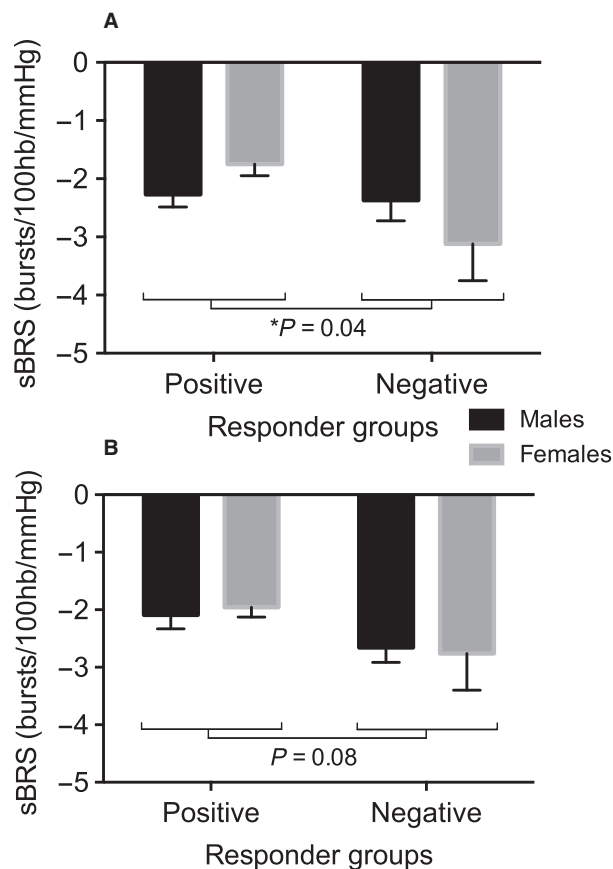 A
sBRS (bursts/100hb/mmHg)
0
–1
–2
–3
–4
–5
*P = 0.04
Positive
Negative
Responder groups
Males
Females
B
sBRS (bursts/100hb/mmHg)
0
–1
–2
–3
–4
–5
P = 0.08
Positive
Negative
Responder groups